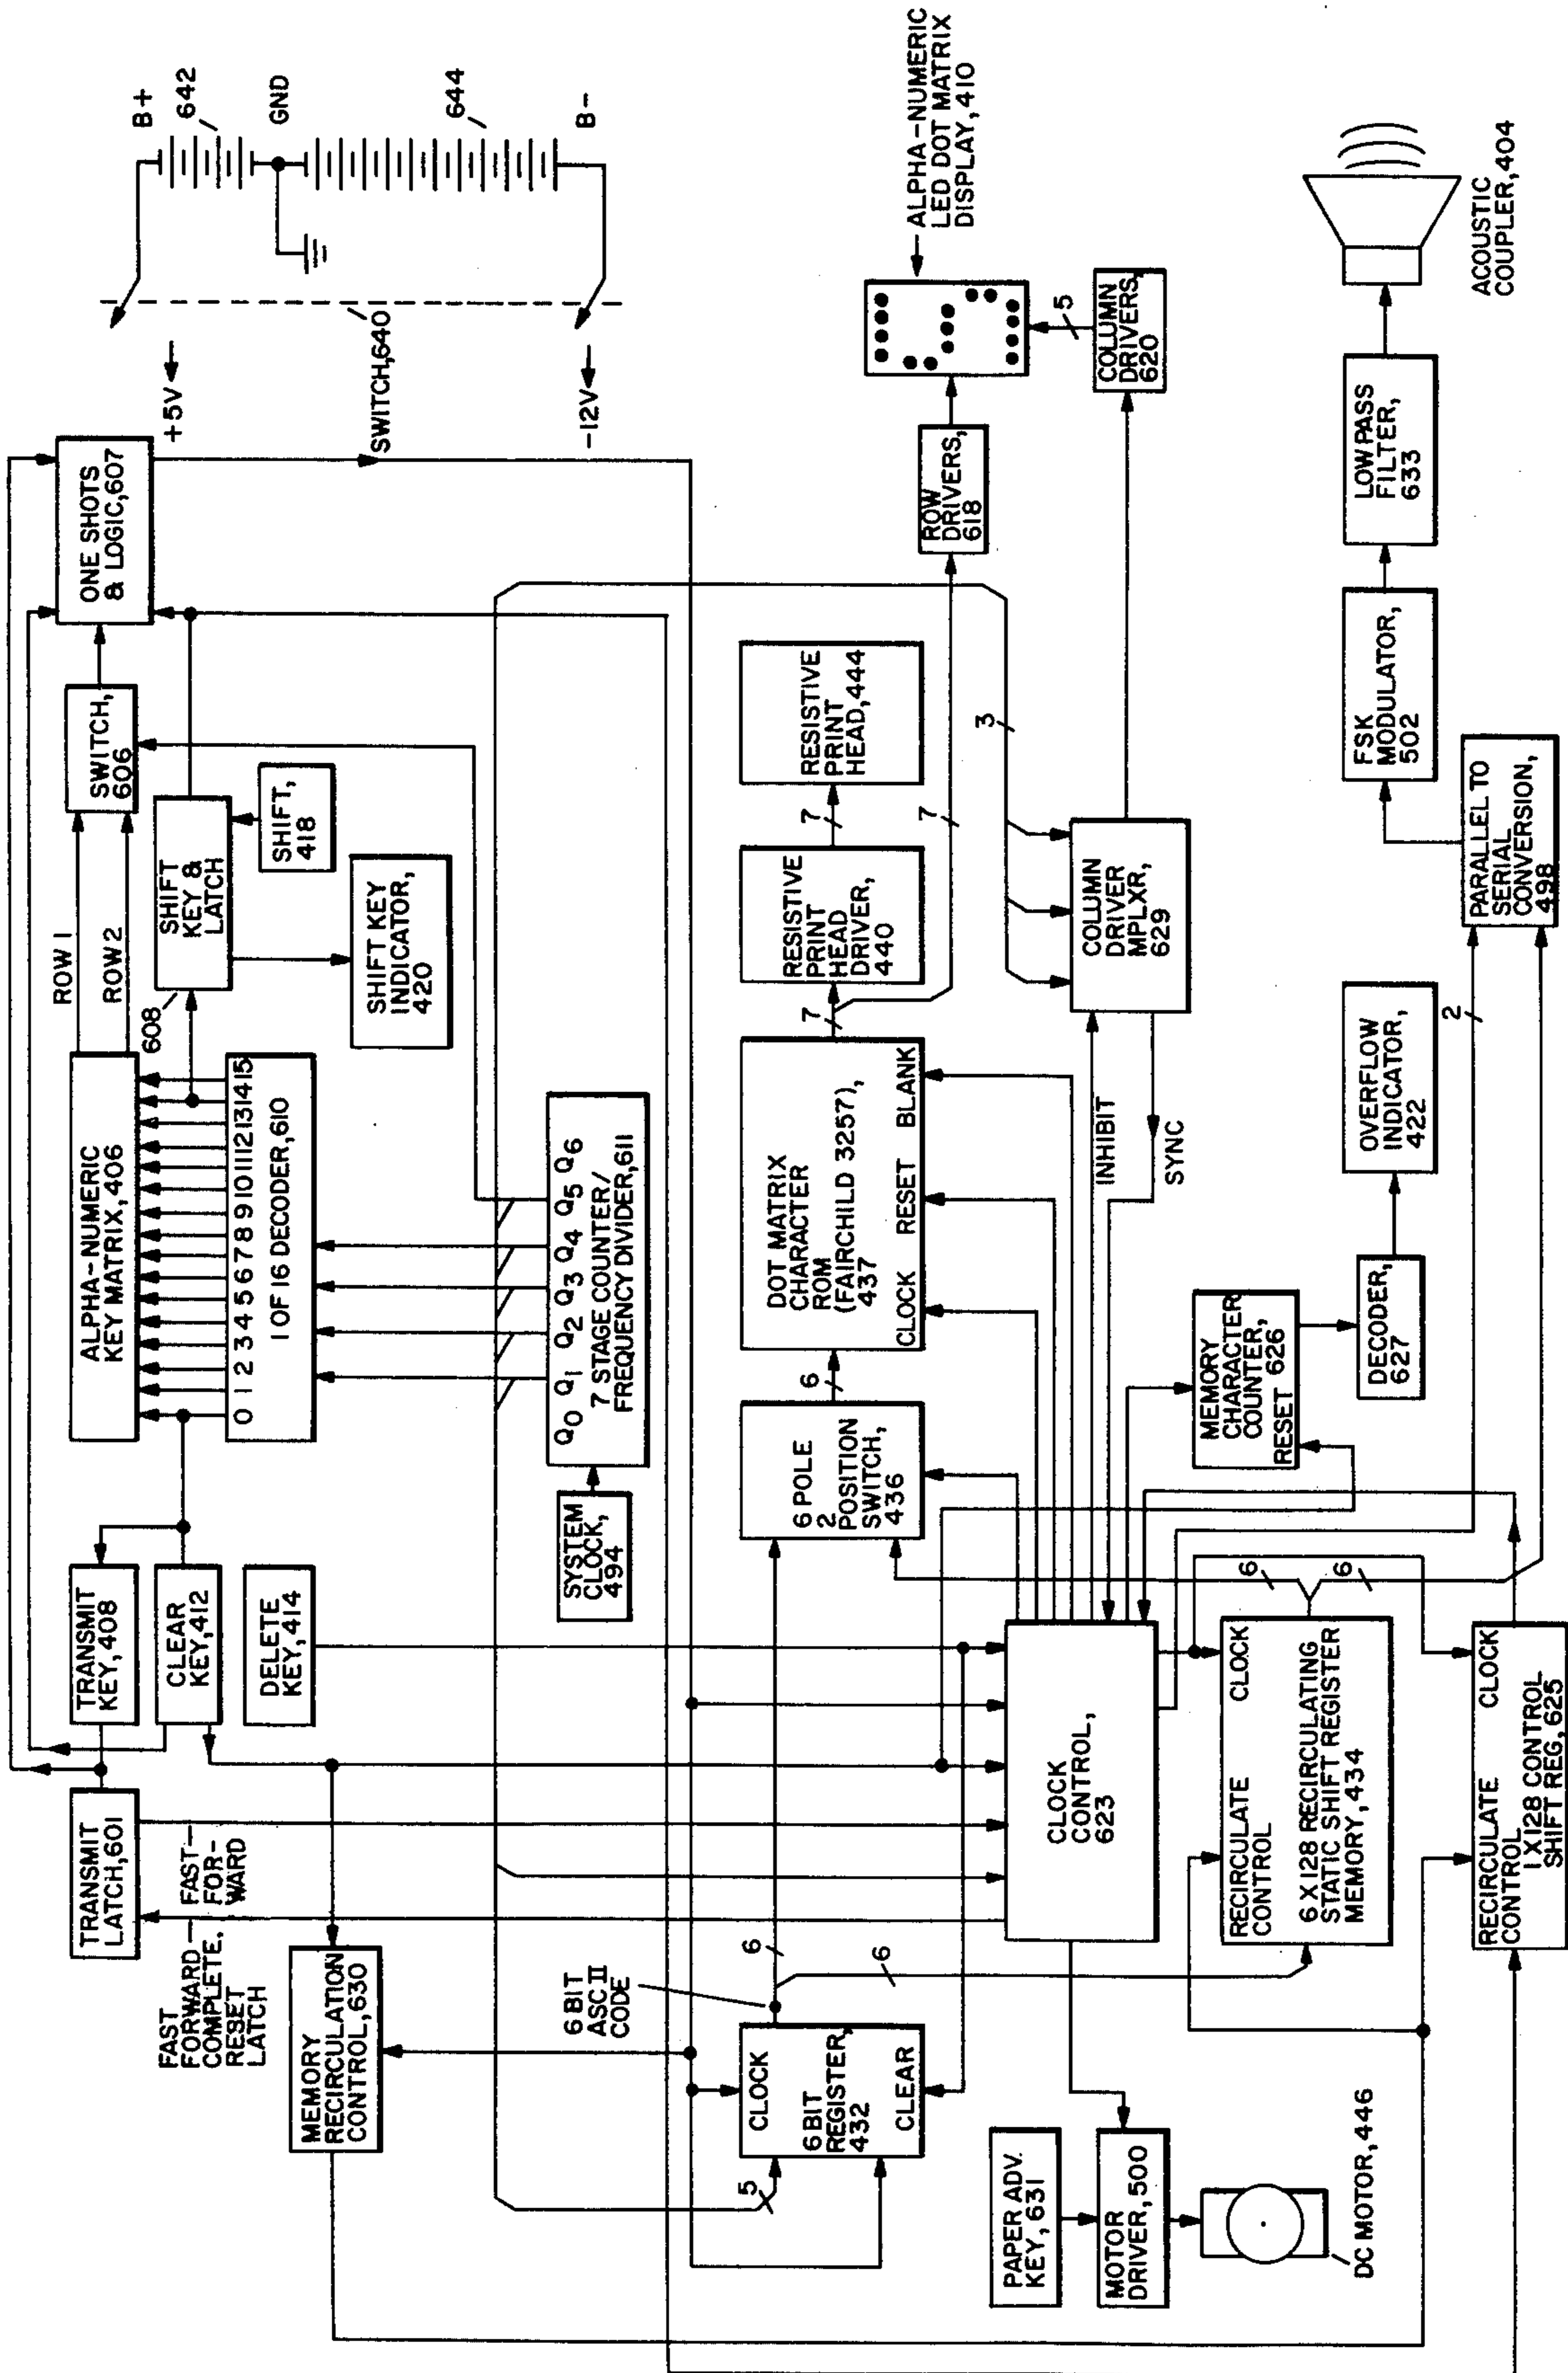 ALPHA-NUMERIC
KEY MATRIX, 406
ROW 1
ROW 2
608
SWITCH,
606
ONE SHOTS
& LOGIC, 607
SHIFT
KEY &
LATCH
SHIFT,
418
SHIFT KEY
INDICATOR,
420
0 1 2 3 4 5 6 7 8 9 10 11 12 13 14 15
1 OF 16 DECODER, 610
TRANSMIT
KEY, 408
CLEAR
KEY, 412
DELETE
KEY, 414
TRANSMIT
LATCH, 601
FAST-
FOR-
WARD
FAST
FORWARD
COMPLETE,
RESET
LATCH
MEMORY
RECIRCULATION
CONTROL, 630
Q0 Q1 Q2 Q3 Q4 Q5 Q6
7 STAGE COUNTER/
FREQUENCY DIVIDER, 611
SYSTEM
CLOCK,
494
+5V
SWITCH, 640
-12V
B+
642
GND
644
B-
6 BIT
ASC II
CODE
6
6
5
CLOCK
6 BIT
REGISTER,
432
CLEAR
6 POLE
2
POSITION
SWITCH,
436
6
DOT MATRIX
CHARACTER
ROM
(FAIRCHILD 3257),
437
CLOCK RESET BLANK
7
RESISTIVE
PRINT
HEAD
DRIVER,
440
7
RESISTIVE
PRINT
HEAD, 444
7
3
ROW
DRIVERS,
618
ALPHA-NUMERIC
LED DOT MATRIX
DISPLAY, 410
5
COLUMN
DRIVERS,
620
COLUMN
DRIVER
MPLXR,
629
INHIBIT
SYNC
PAPER ADV.
KEY, 631
MOTOR
DRIVER, 500
DC MOTOR, 446
CLOCK
CONTROL,
623
MEMORY
CHARACTER
COUNTER,
RESET 626
DECODER,
627
OVERFLOW
INDICATOR,
422
RECIRCULATE
CONTROL
CLOCK
6 X 128 RECIRCULATING
STATIC SHIFT REGISTER
MEMORY, 434
6
6
2
RECIRCULATE
CONTROL
CLOCK
1 X 128 CONTROL
SHIFT REG, 625
PARALLEL TO
SERIAL
CONVERSION,
498
FSK
MODULATOR,
502
LOW PASS
FILTER,
633
ACOUSTIC
COUPLER, 404